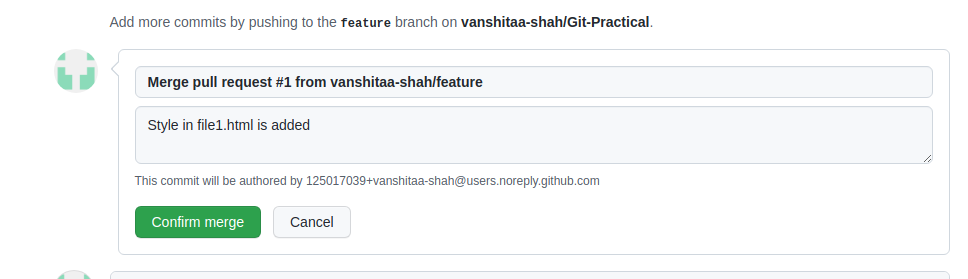 Add more commits by pushing to the feature branch on vanshitaa-shah/Git-Practical.
Merge pull request #1 from vanshitaa-shah/feature
Style in file1.html is added
This commit will be authored by 125017039+vanshitaa-shah@users.noreply.github.com
Confirm merge
Cancel